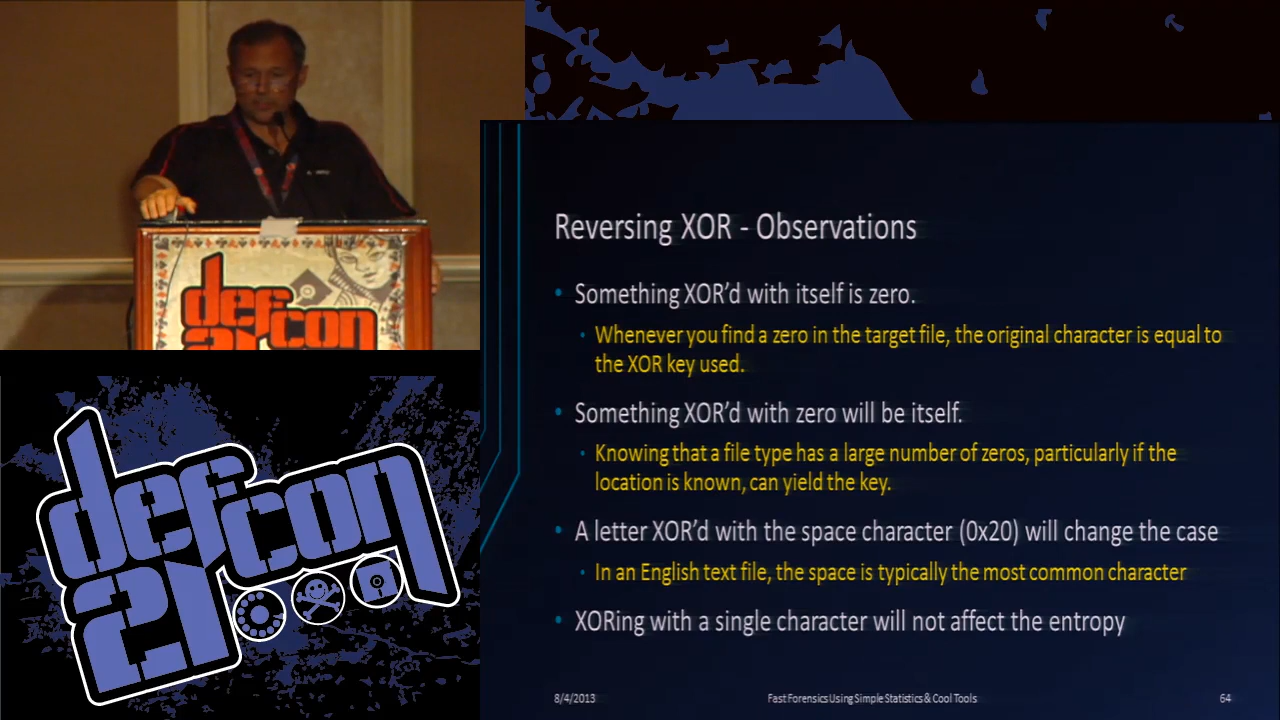 def
con
21
def
con
21
Reversing XOR - Observations
• Something XOR'd with itself is zero.
• Whenever you find a zero in the target file, the original character is equal to
the XOR key used.
• Something XOR'd with zero will be itself.
• Knowing that a file type has a large number of zeros, particularly if the
location is known, can yield the key.
• A letter XOR'd with the space character (0x20) will change the case
• In an English text file, the space is typically the most common character
• XORing with a single character will not affect the entropy
8/4/2013 Fast Forensics Using Simple Statistics & Cool Tools 64